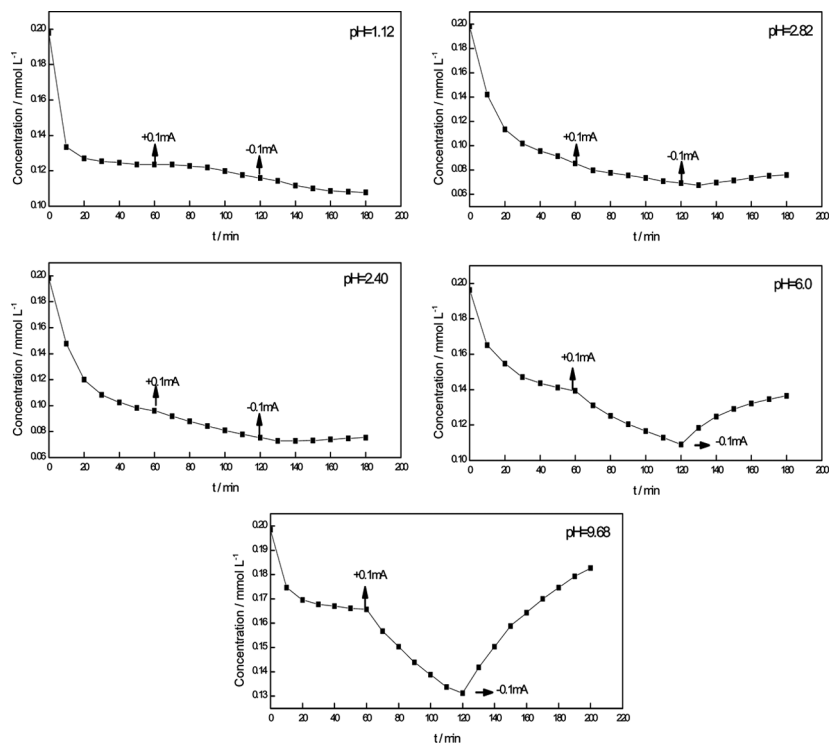 pH=1.12
Concentration / mmol L⁻¹
0.20
0.18
0.16
0.14
0.12
0.10
+0.1mA
-0.1mA
0 20 40 60 80 100 120 140 160 180 200
t / min
pH=2.82
Concentration / mmol L⁻¹
0.20
0.18
0.16
0.14
0.12
0.10
0.08
0.06
+0.1mA
-0.1mA
0 20 40 60 80 100 120 140 160 180 200
t / min
pH=2.40
Concentration / mmol L⁻¹
0.20
0.18
0.16
0.14
0.12
0.10
0.08
0.06
+0.1mA
-0.1mA
0 20 40 60 80 100 120 140 160 180 200
t / min
pH=6.0
Concentration / mmol L⁻¹
0.20
0.18
0.16
0.14
0.12
0.10
+0.1mA
-0.1mA
0 20 40 60 80 100 120 140 160 180 200
t / min
pH=9.68
Concentration / mmol L⁻¹
0.20
0.19
0.18
0.17
0.16
0.15
0.14
0.13
+0.1mA
-0.1mA
0 20 40 60 80 100 120 140 160 180 200 220
t / min